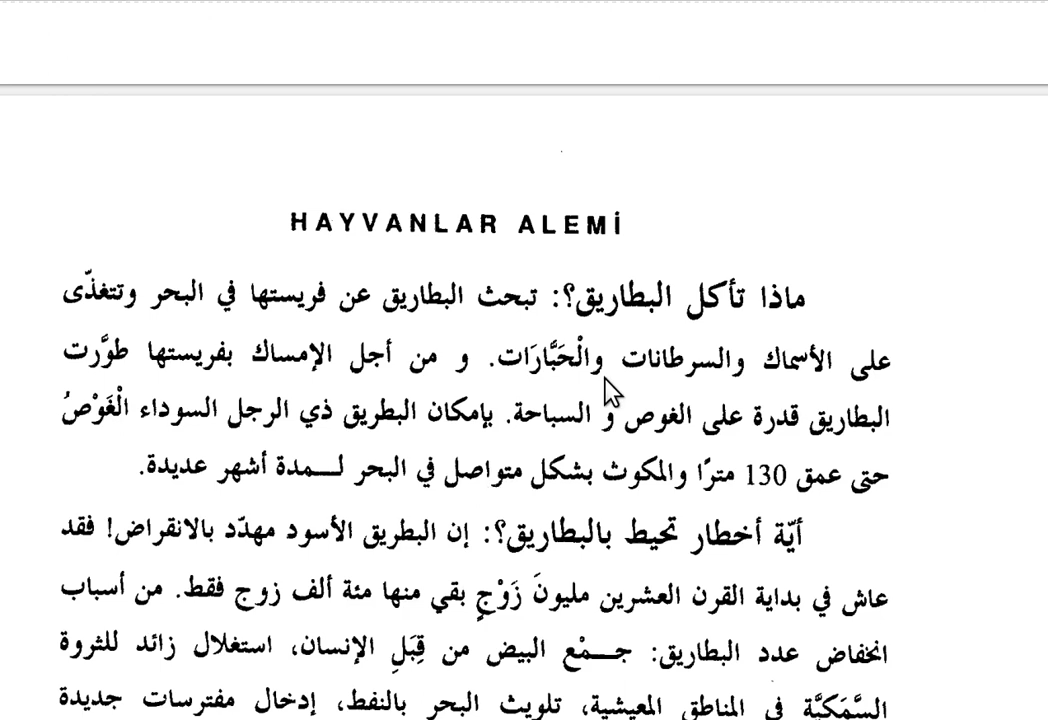 HAYVANLAR ALEMİ
ماذا تأكل البطاريق؟: تبحث البطاريق عن فريستها في البحر وتتغذّى
على الأسماك والسرطانات والْحَبَّارَات. و من أجل الإمساك بفريستها طوَّرت
البطاريق قدرة على الغوص و السباحة. بإمكان البطريق ذي الرجل السوداء الْغَوْصُ
حتى عمق 130 مترًا والمكوث بشكل متواصل في البحر لـــمدة أشهر عديدة.
أيّة أخطار تحيط بالبطاريق؟: إن البطريق الأسود مهدّد بالانقراض! فقد
عاش في بداية القرن العشرين مليونَ زَوْجٍ بقي منها مئة ألف زوج فقط. من أسباب
انخفاض عدد البطاريق: جـــمْع البيض من قِبَلِ الإنسان، استغلال زائد للثروة
السَّمَكيَّة في المناطق المعيشية، تلويث البحر بالنفط، إدخال مفترسات جديدة